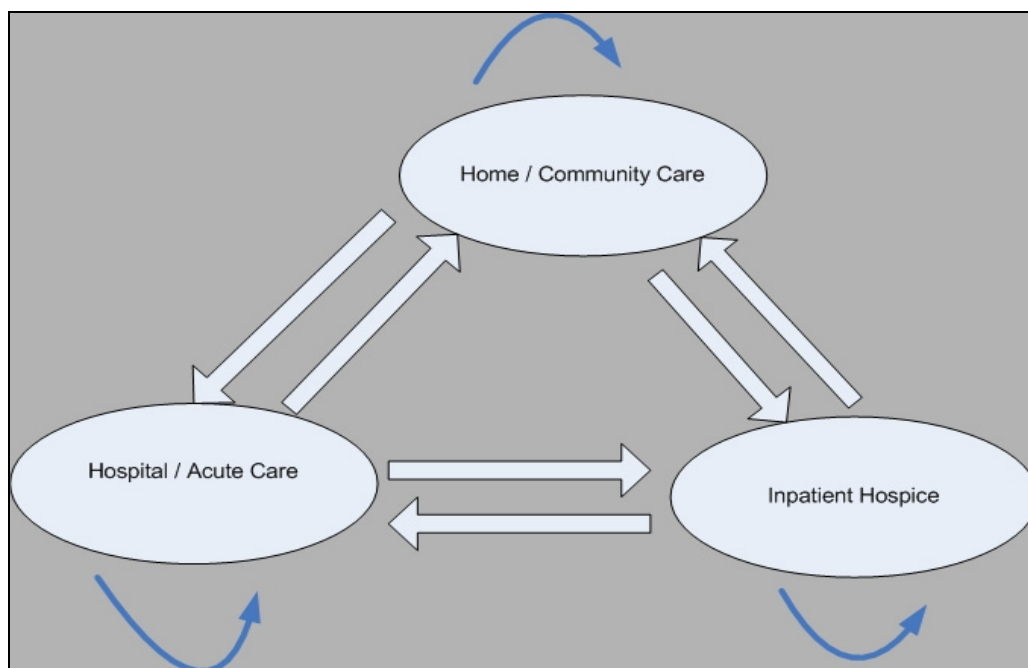 Home / Community Care
Hospital / Acute Care
Inpatient Hospice